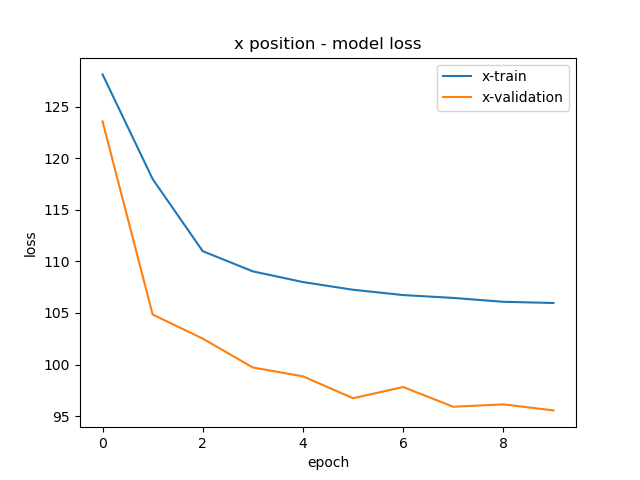 x position - model loss
x-train
x-validation
125
120
115
110
105
100
95
loss
0 2 4 6 8
epoch